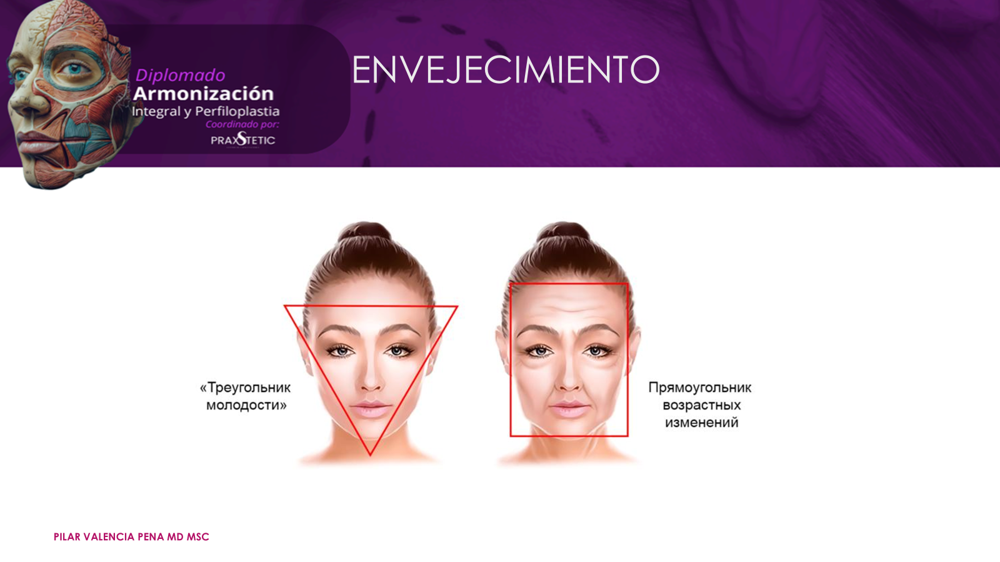 Diplomado
Armonización
Integral y Perfiloplastia
Coordinado por:
PRAXSTETIC
ENVEJECIMIENTO
«Треугольник
молодости»
Прямоугольник
возрастных
изменений
PILAR VALENCIA PENA MD MSC